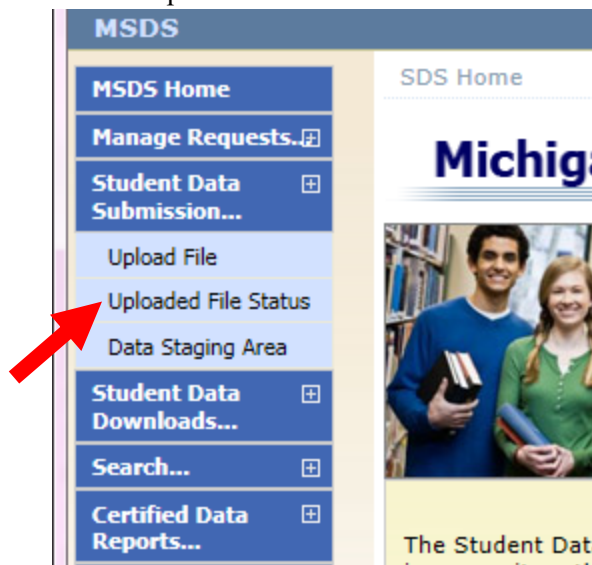 MSDS
MSDS Home
Manage Requests...
Student Data
Submission...
Upload File
Uploaded File Status
Data Staging Area
Student Data
Downloads...
Search...
Certified Data
Reports...
SDS Home
Michiga
The Student Dat